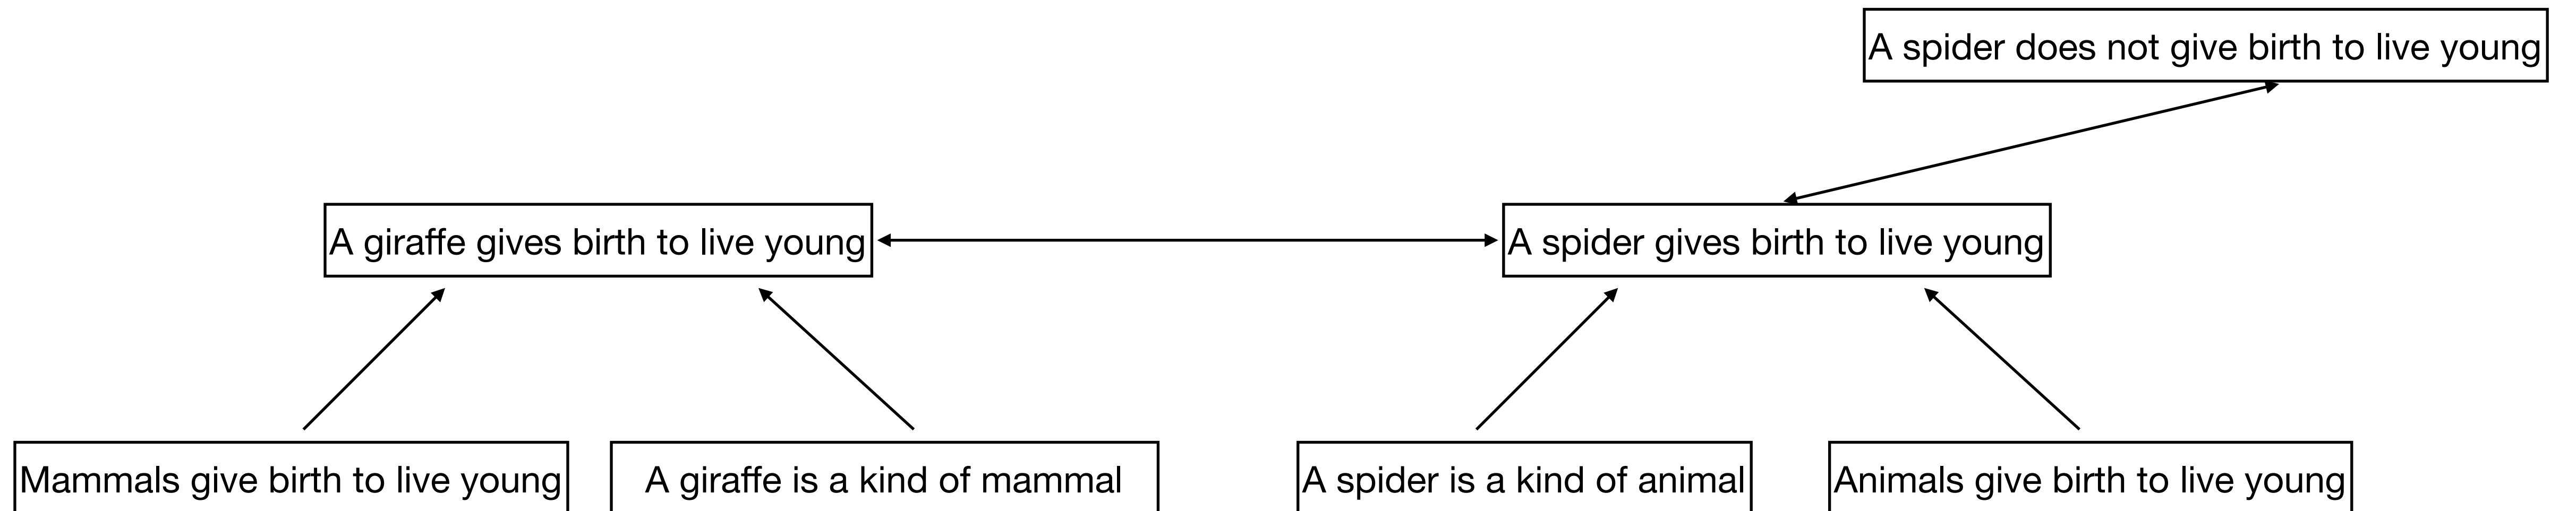 A spider does not give birth to live young
A giraffe gives birth to live young
A spider gives birth to live young
Mammals give birth to live young
A giraffe is a kind of mammal
A spider is a kind of animal
Animals give birth to live young